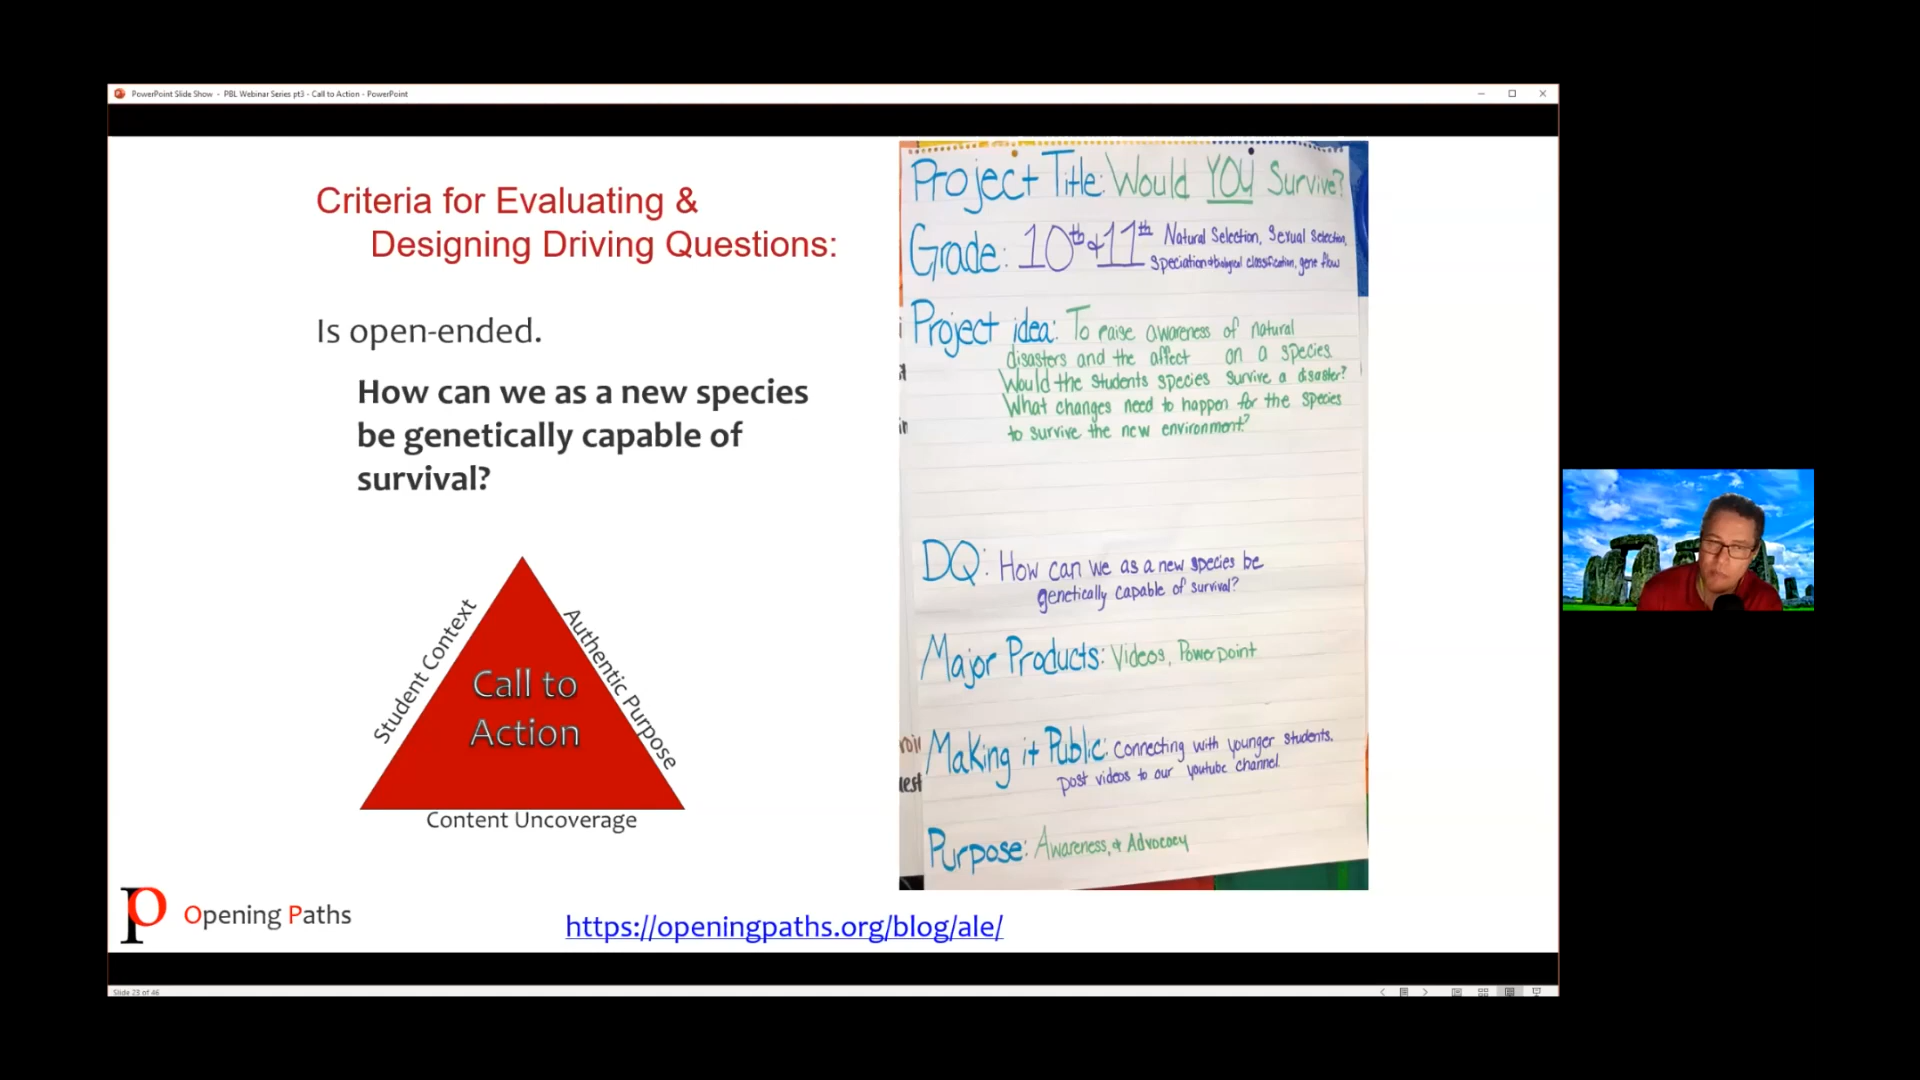 PowerPoint Slide Show - PBL Webinar Series pt3 - Call to Action - PowerPoint
Criteria for Evaluating &
Designing Driving Questions:
Is open-ended.
How can we as a new species
be genetically capable of
survival?
Student Context
Authentic Purpose
Call to
Action
Content Uncoverage
Opening Paths
https://openingpaths.org/blog/ale/
Project Title: Would YOU Survive?
Grade: 10th & 11th Natural Selection, Sexual Selection,
Speciation & biological classification, gene flow
Project idea: To raise awareness of natural
disasters and the affect on a species
Would the students species survive a disaster?
What changes need to happen for the species
to survive the new environment?
DQ: How can we as a new species be
genetically capable of survival?
Major Products: Videos, PowerPoint
Making it Public: Connecting with younger students.
post videos to our youtube channel
Purpose: Awareness, & Advocacy
Slide 23 of 46